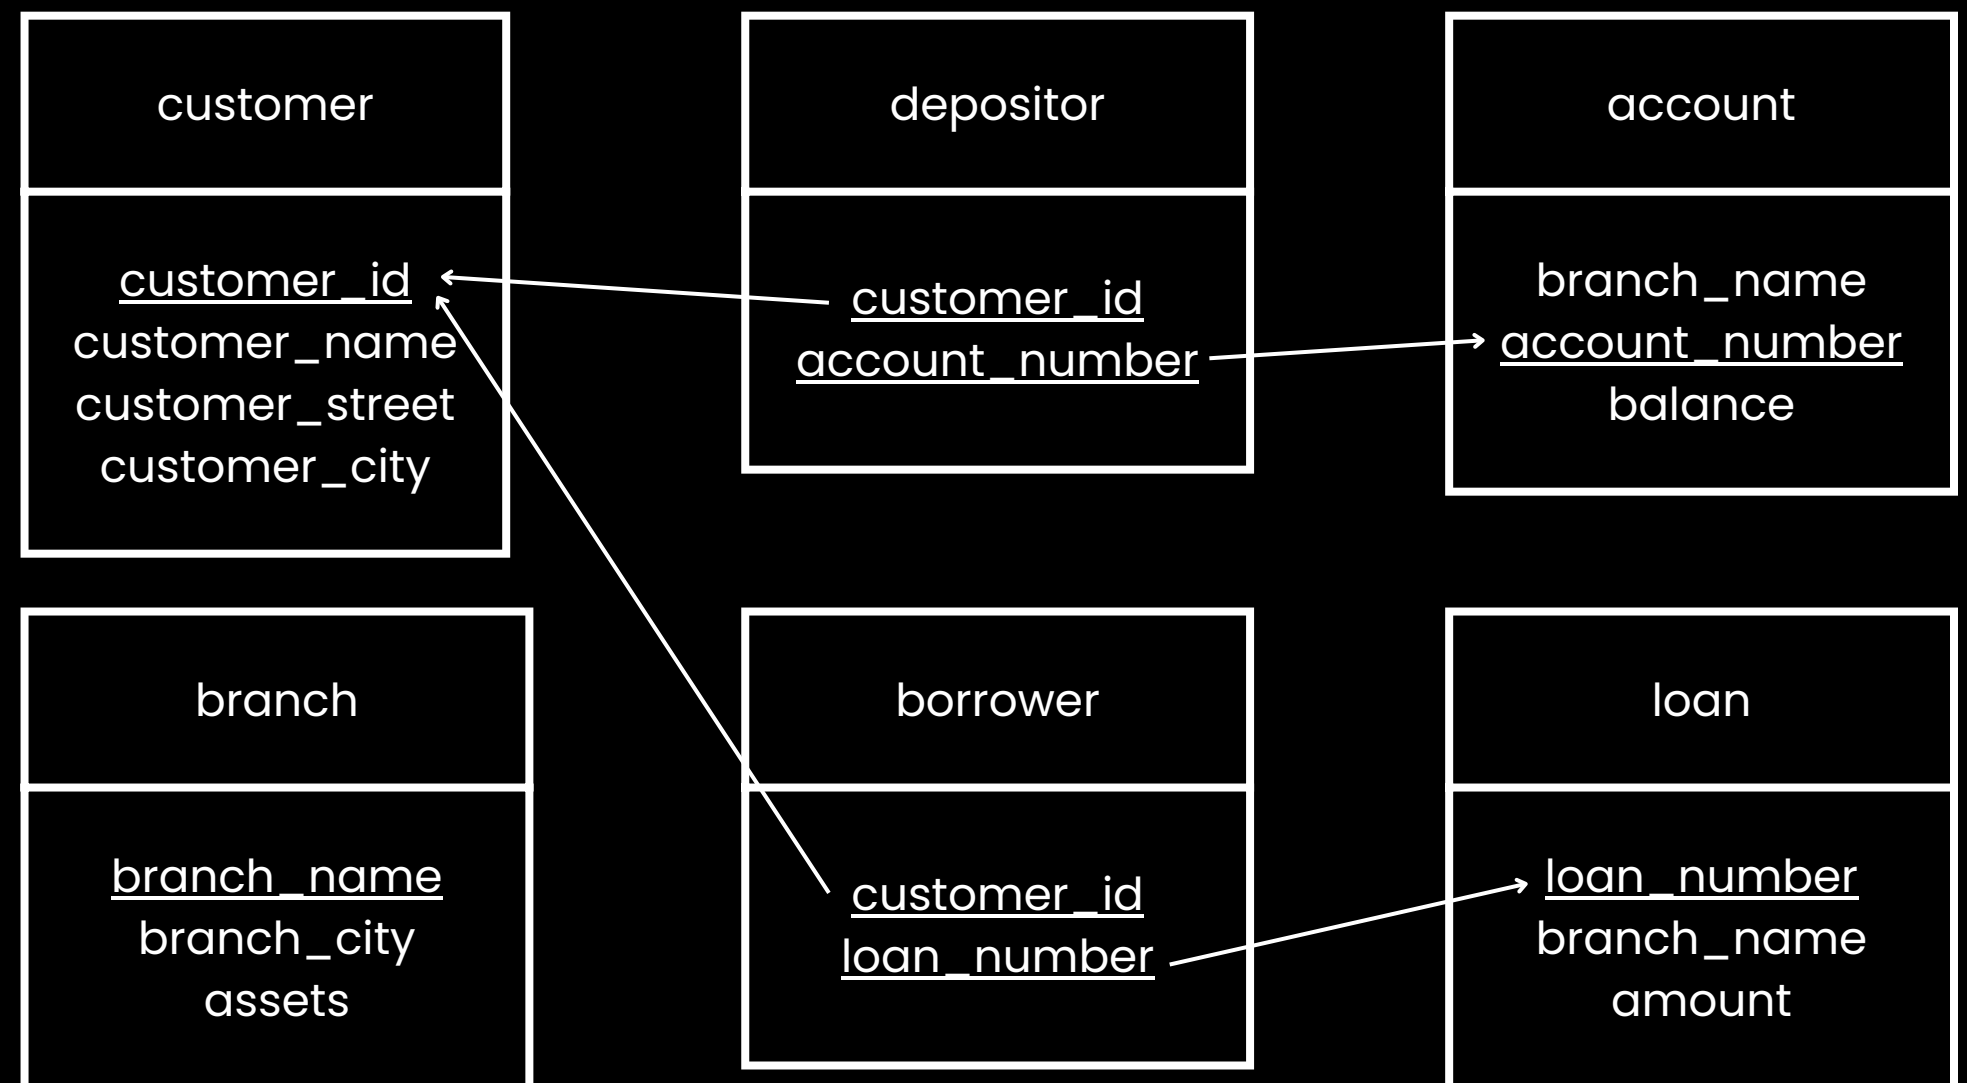 customer
customer_id
customer_name
customer_street
customer_city
depositor
customer_id
account_number
account
branch_name
account_number
balance
branch
branch_name
branch_city
assets
borrower
customer_id
loan_number
loan
loan_number
branch_name
amount